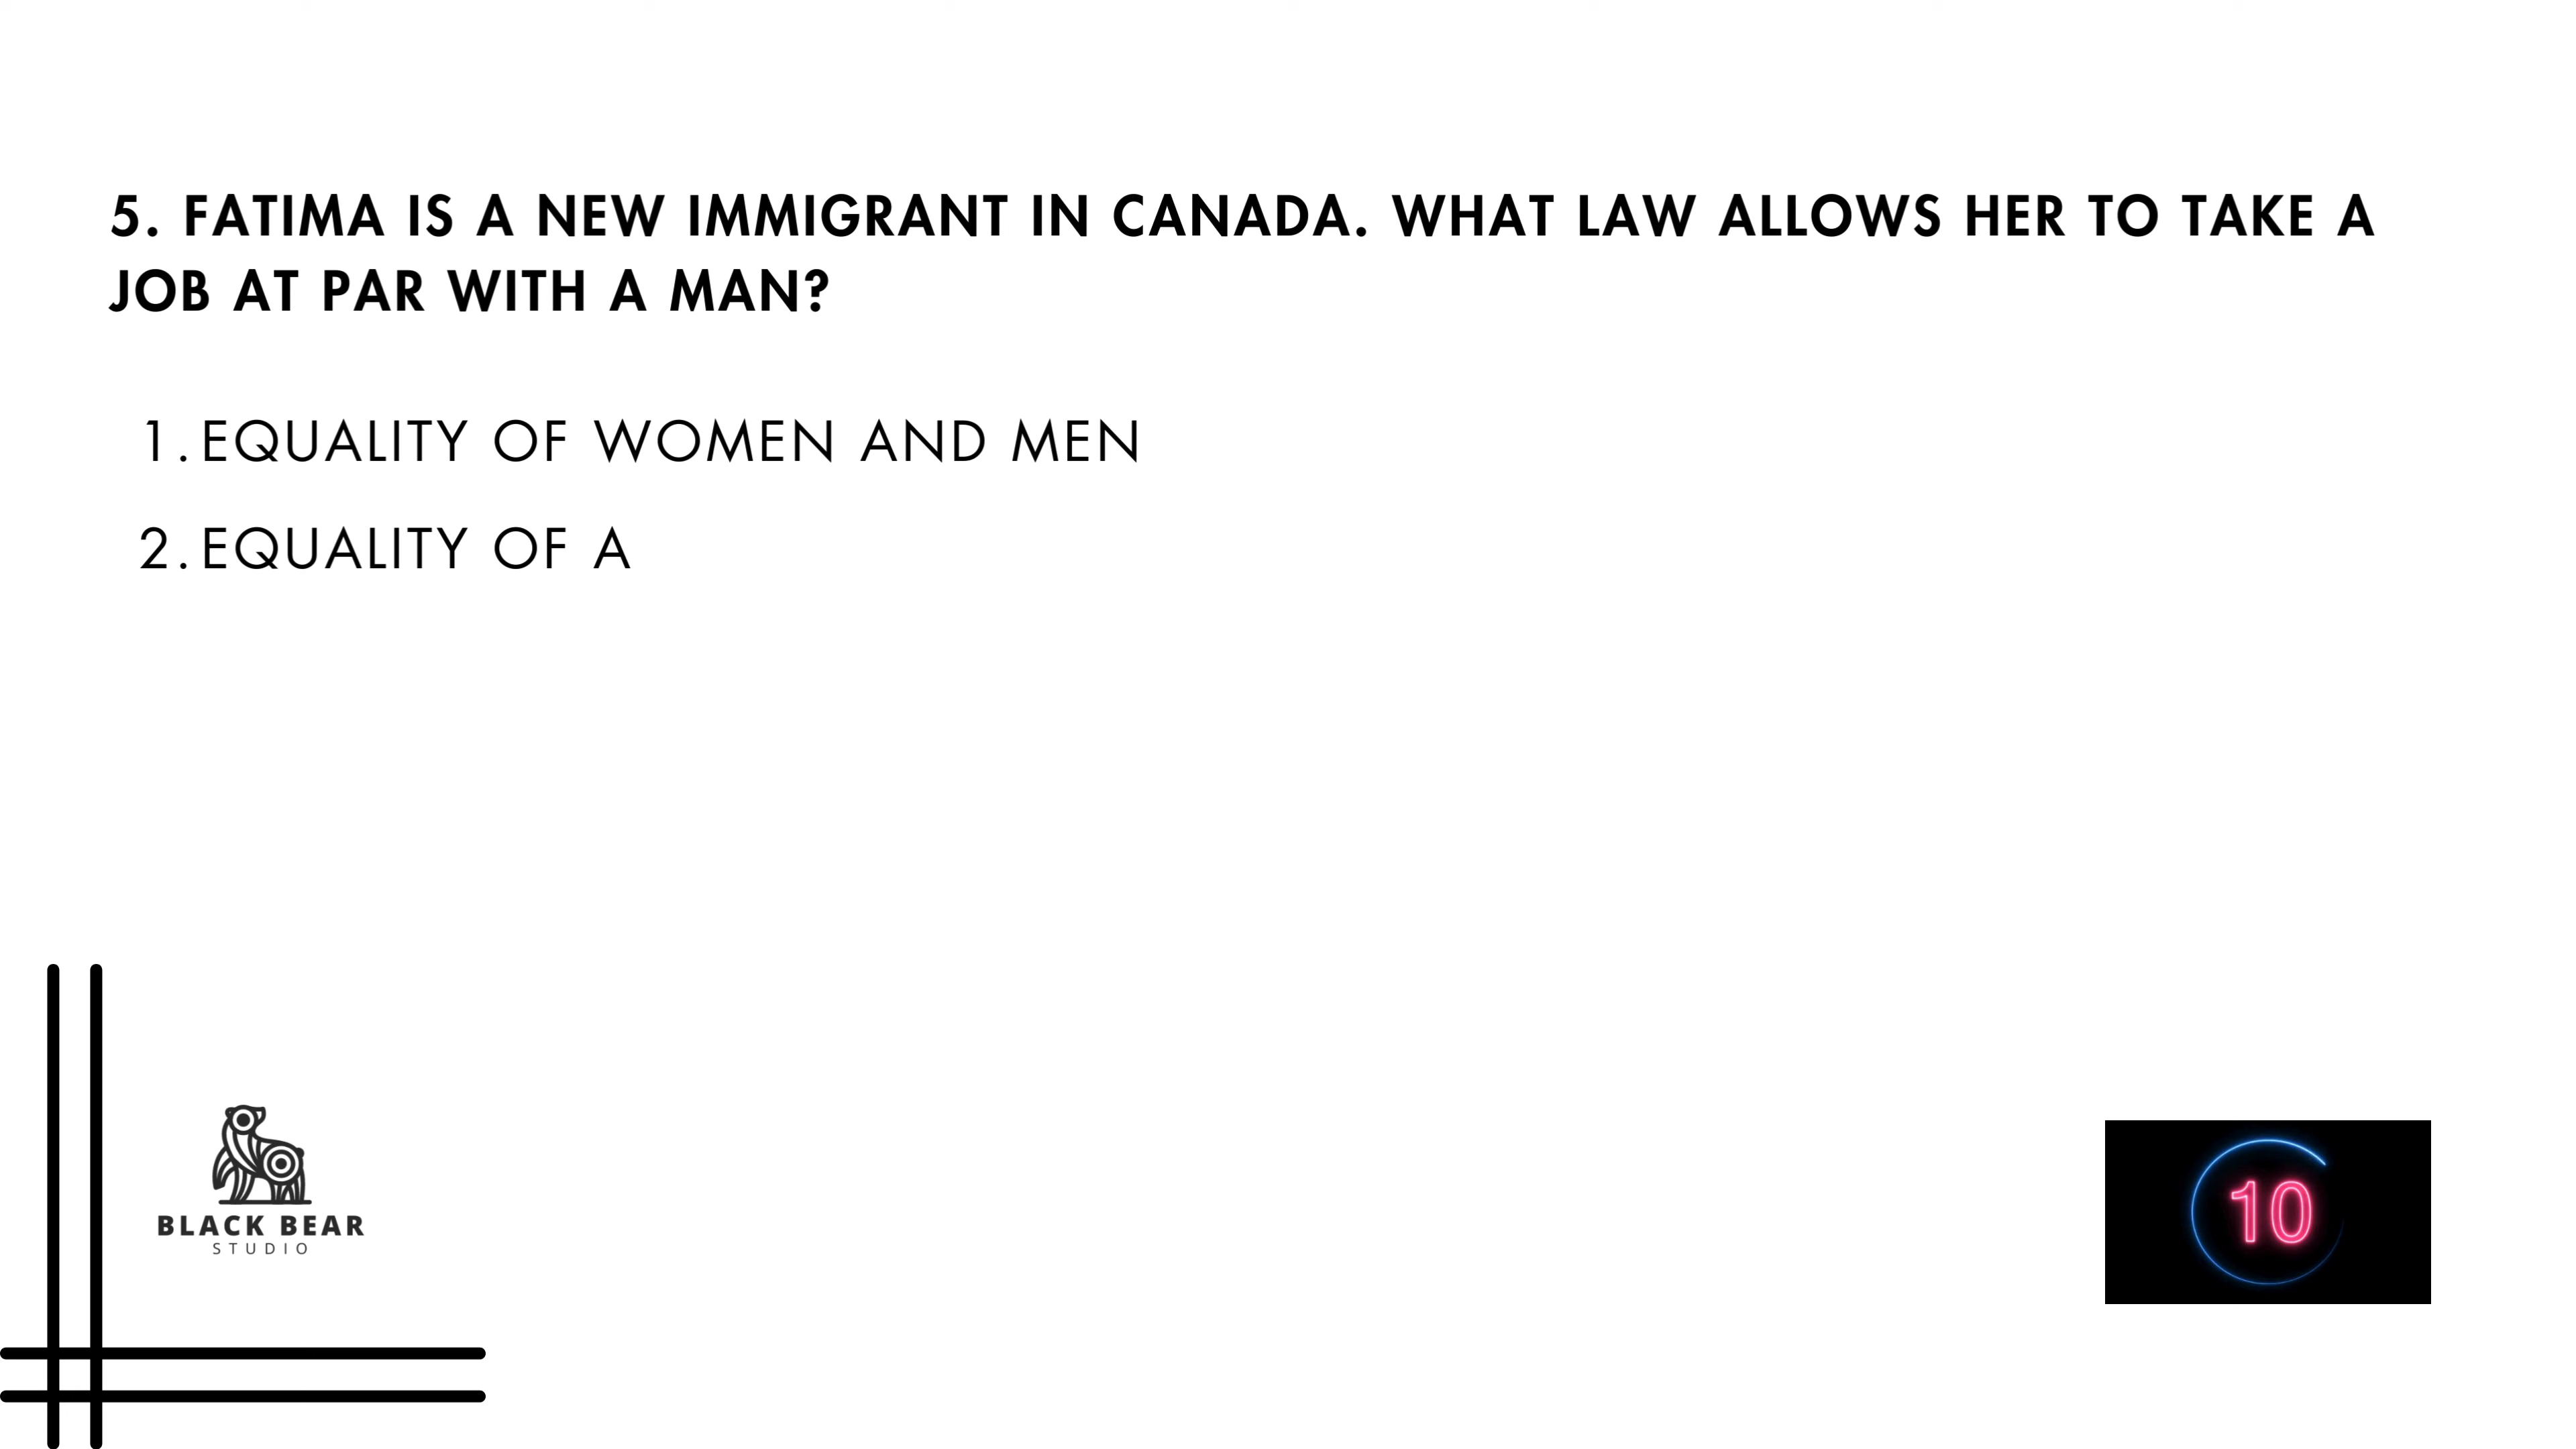 5. FATIMA IS A NEW IMMIGRANT IN CANADA. WHAT LAW ALLOWS HER TO TAKE A
JOB AT PAR WITH A MAN?
1. EQUALITY OF WOMEN AND MEN
2. EQUALITY OF A
BLACK BEAR
STUDIO
10